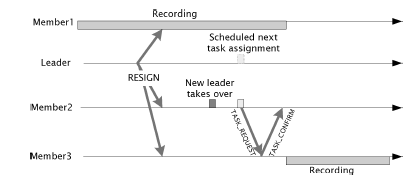 Recording
Member1
Scheduled next
task assignment
Leader
RESIGN
New leader
takes over
Member2
TASK_REQUEST
TASK_CONFIRM
Member3
Recording